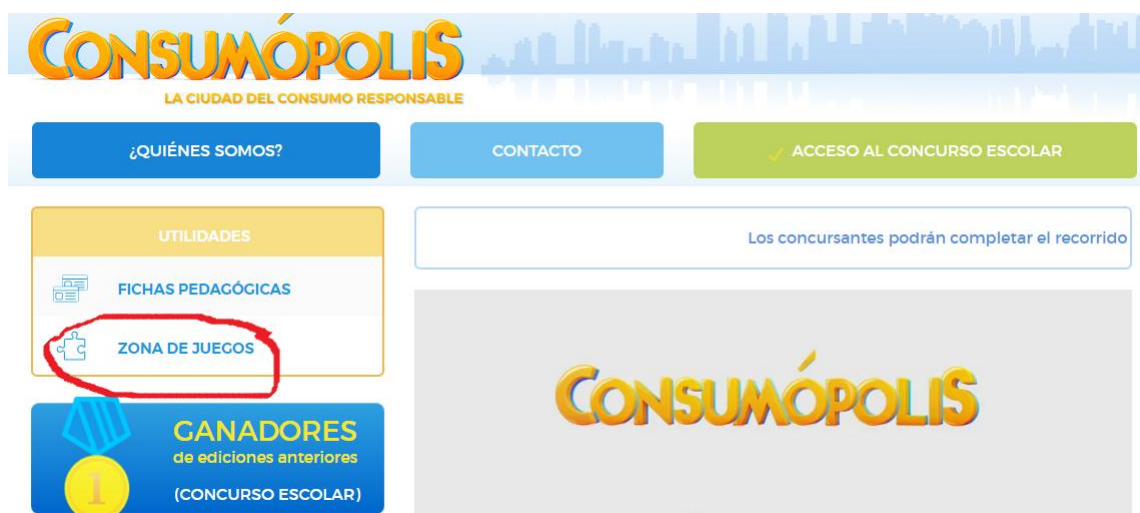 CONSUMÓPOLIS
LA CIUDAD DEL CONSUMO RESPONSABLE
¿QUIÉNES SOMOS?
CONTACTO
ACCESO AL CONCURSO ESCOLAR
UTILIDADES
FICHAS PEDAGÓGICAS
ZONA DE JUEGOS
Los concursantes podrán completar el recorrido
CONSUMÓPOLIS
1
GANADORES
de ediciones anteriores
(CONCURSO ESCOLAR)